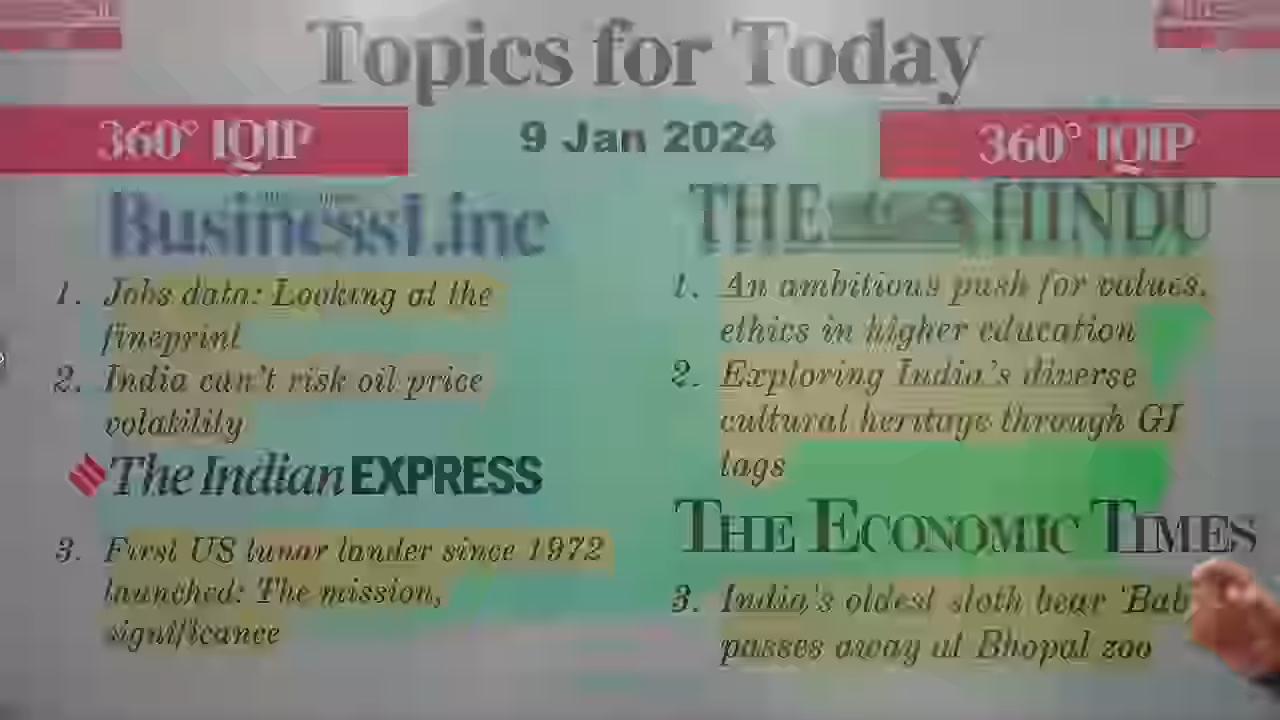 Topics for Today
9 Jan 2024
360° IQIP
360° IQIP
BusinessLine
1. Jobs data: Looking at the
fineprint
2. India can't risk oil price
volatility
The Indian EXPRESS
3. First US lunar lander since 1972
launched: The mission,
significance
THE HINDU
1. An ambitious push for values,
ethics in higher education
2. Exploring India's diverse
cultural heritage through GI
tags
THE ECONOMIC TIMES
3. India's oldest sloth bear 'Bab
passes away at Bhopal zoo